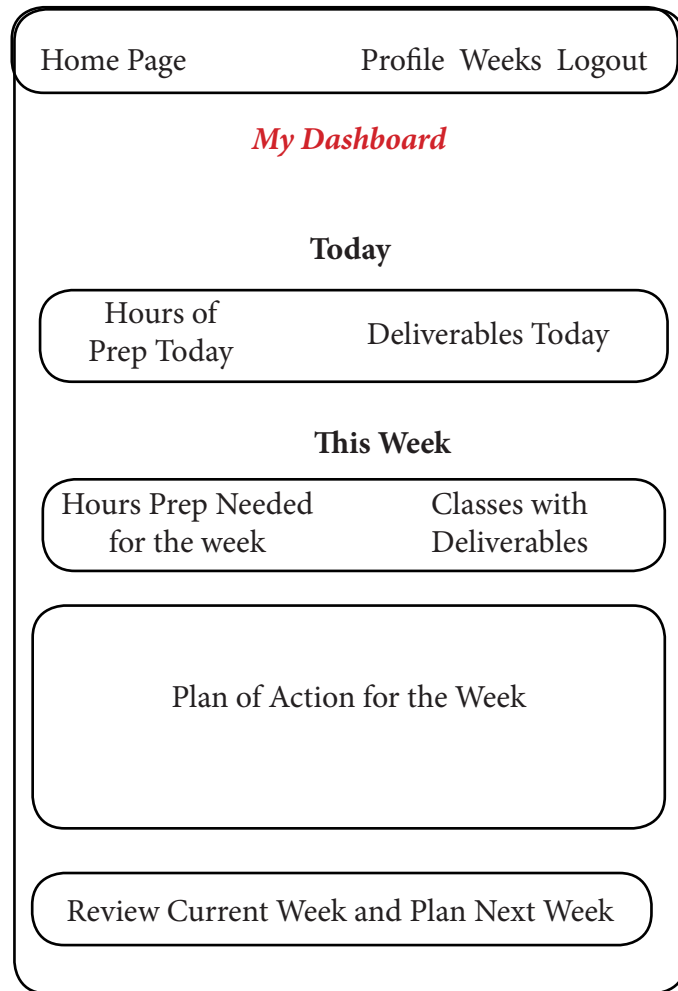 Home Page Profile Weeks Logout
My Dashboard
Today
Hours of
Prep Today
Deliverables Today
This Week
Hours Prep Needed
for the week
Classes with
Deliverables
Plan of Action for the Week
Review Current Week and Plan Next Week